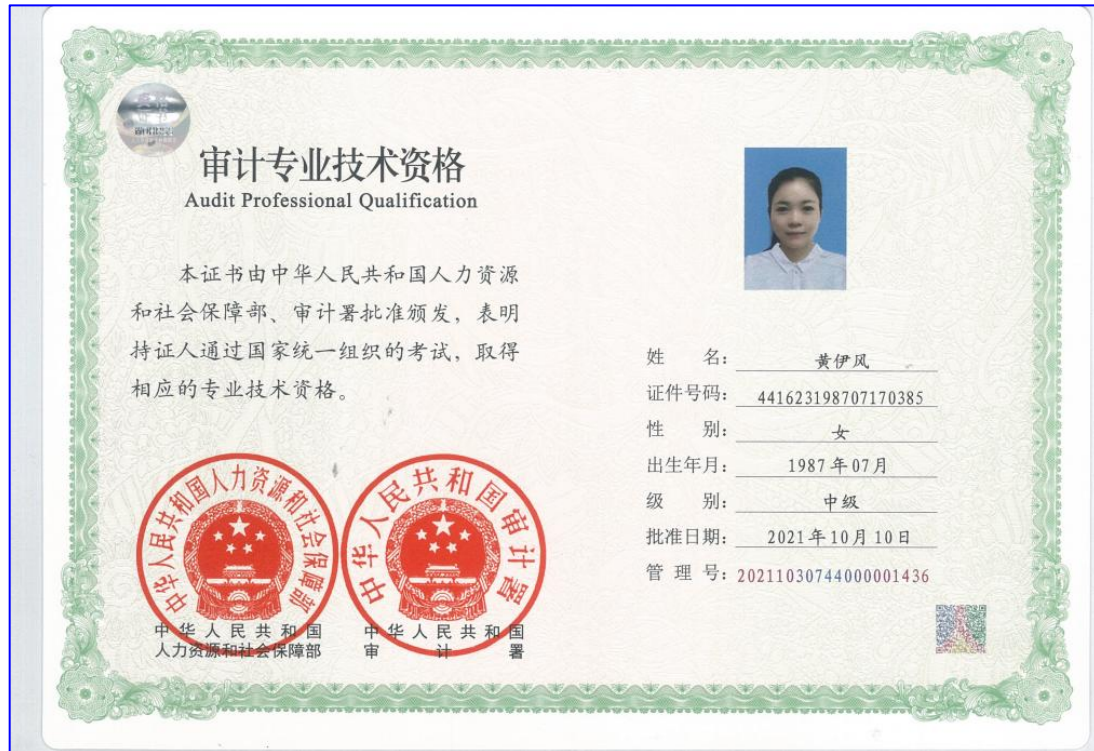 审计专业技术资格
Audit Professional Qualification
本证书由中华人民共和国人力资源
和社会保障部、审计署批准颁发，表明
持证人通过国家统一组织的考试，取得
相应的专业技术资格。
中华人民共和国人力资源和社会保障部
中华人民共和国审计署
中华人民共和国
人力资源和社会保障部
中华人民共和国
审计署
姓名：黄伊风
证件号码：441623198707170385
性别：女
出生年月：1987年07月
级别：中级
批准日期：2021年10月10日
管理号：20211030744000001436